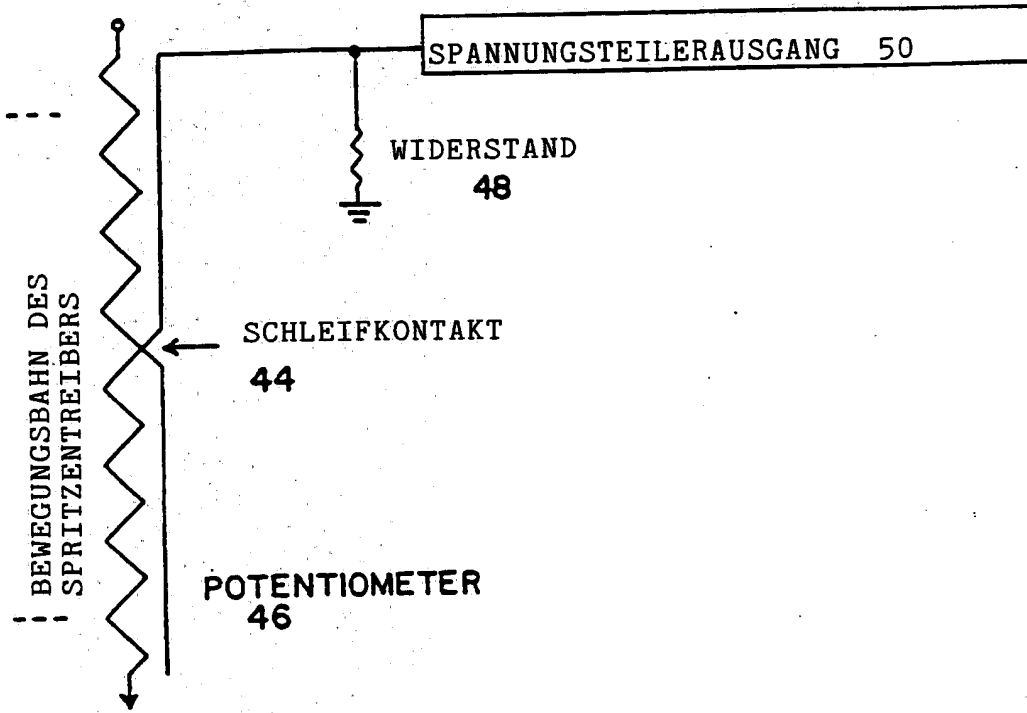 SPANNUNGSTEILERAUSGANG 50
WIDERSTAND
48
SCHLEIFKONTAKT
44
BEWEGUNGSBAHN DES
SPRITZENTREIBERS
POTENTIOMETER
46